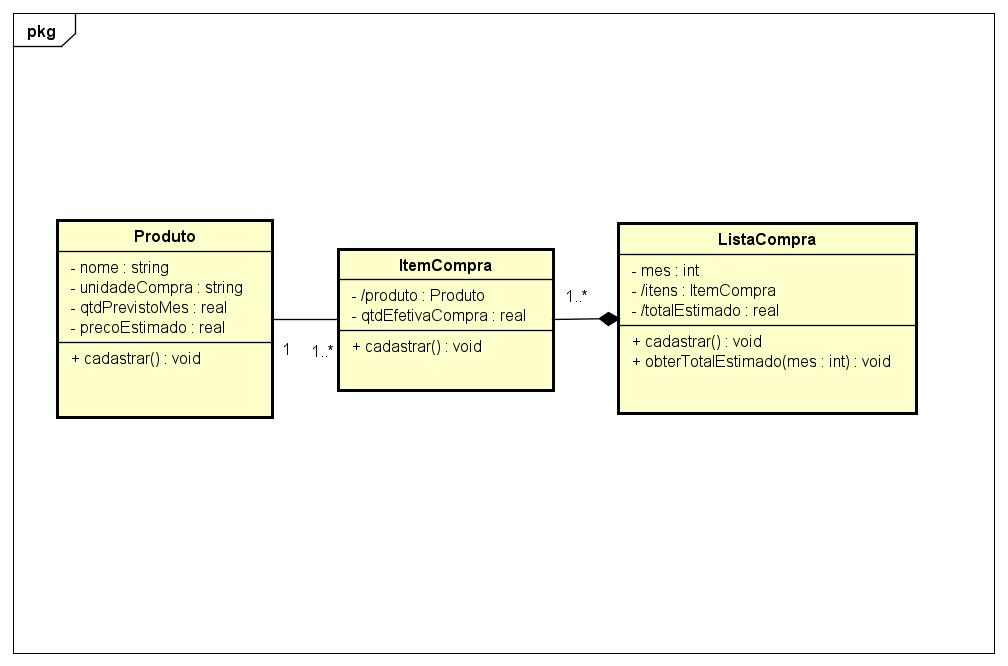 pkg
Produto
- nome : string
- unidadeCompra : string
- qtdPrevistoMes : real
- precoEstimado : real
+ cadastrar() : void
1
1..*
ItemCompra
- /produto : Produto
- qtdEfetivaCompra : real
+ cadastrar() : void
1..*
ListaCompra
- mes : int
- /itens : ItemCompra
- /totalEstimado : real
+ cadastrar() : void
+ obterTotalEstimado(mes : int) : void